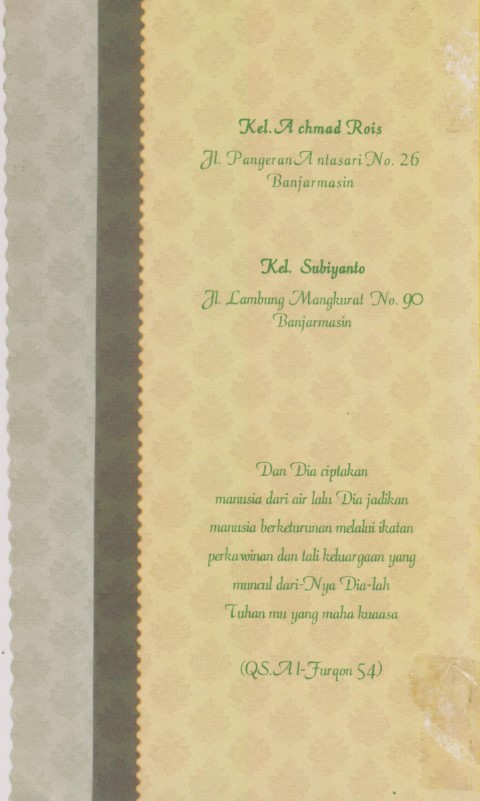 Kel. Achmad Rois
Jl. Pangeran Antasari No. 26
Banjarmasin
Kel. Subiyanto
Jl. Lambung Mangkurat No. 90
Banjarmasin
Dan Dia ciptakan
manusia dari air lalu Dia jadikan
manusia berketurunan melalui ikatan
perkawinan dan tali keluargaan yang
muncul dari-Nya Dia-lah
Tuhan mu yang maha kuaasa
(QS.Al-Furqon 54)